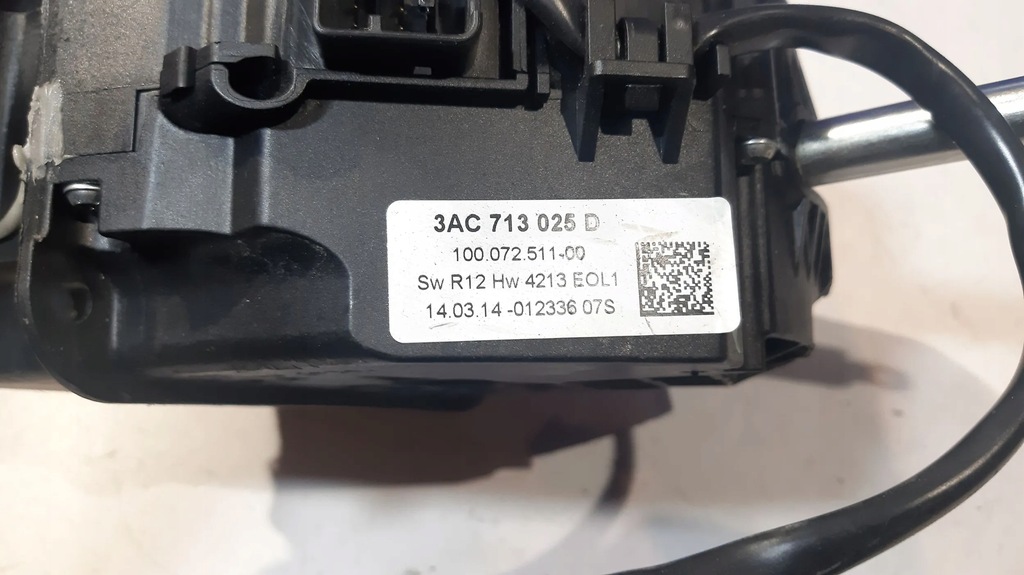 3AC 713 025 D
100.072.511-00
Sw R12 Hw 4213 EOL1
14.03.14 -012336 07S